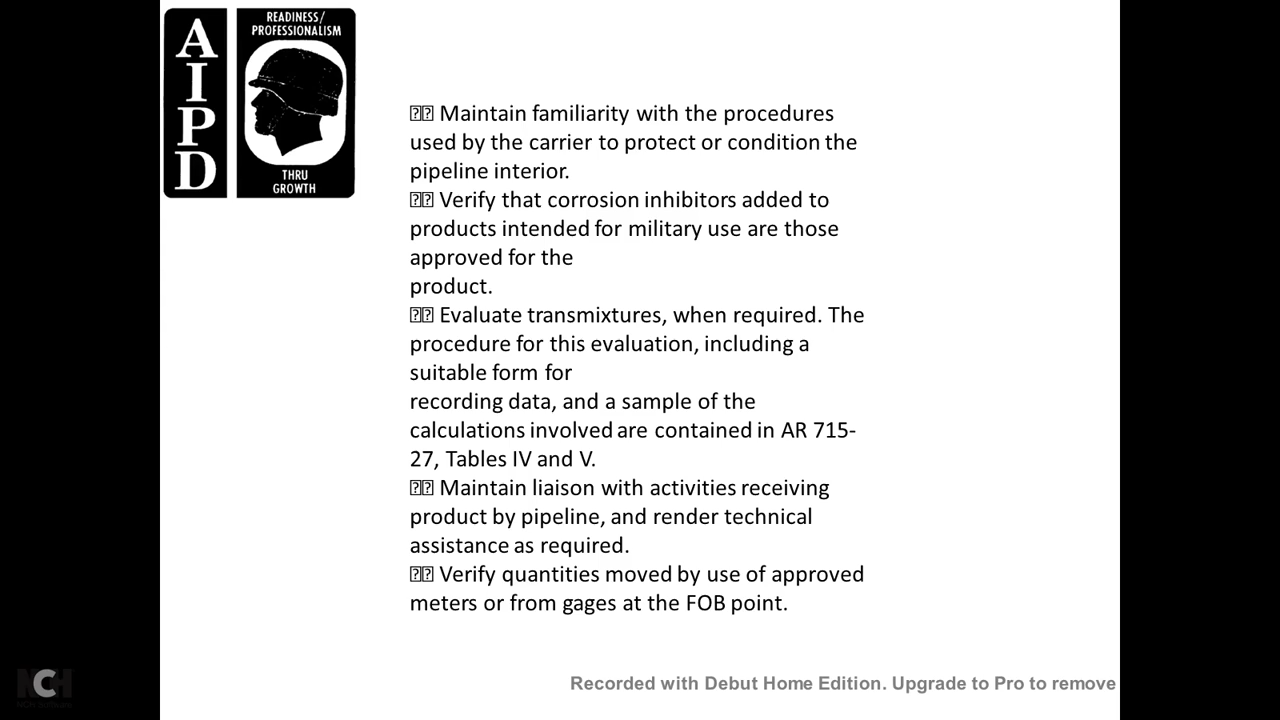 AIPD
READINESS/
PROFESSIONALISM
THRU
GROWTH
Maintain familiarity with the procedures
used by the carrier to protect or condition the
pipeline interior.
Verify that corrosion inhibitors added to
products intended for military use are those
approved for the
product.
Evaluate transmixtures, when required. The
procedure for this evaluation, including a
suitable form for
recording data, and a sample of the
calculations involved are contained in AR 715-
27, Tables IV and V.
Maintain liaison with activities receiving
product by pipeline, and render technical
assistance as required.
Verify quantities moved by use of approved
meters or from gages at the FOB point.
NCH
Recorded with Debut Home Edition. Upgrade to Pro to remove